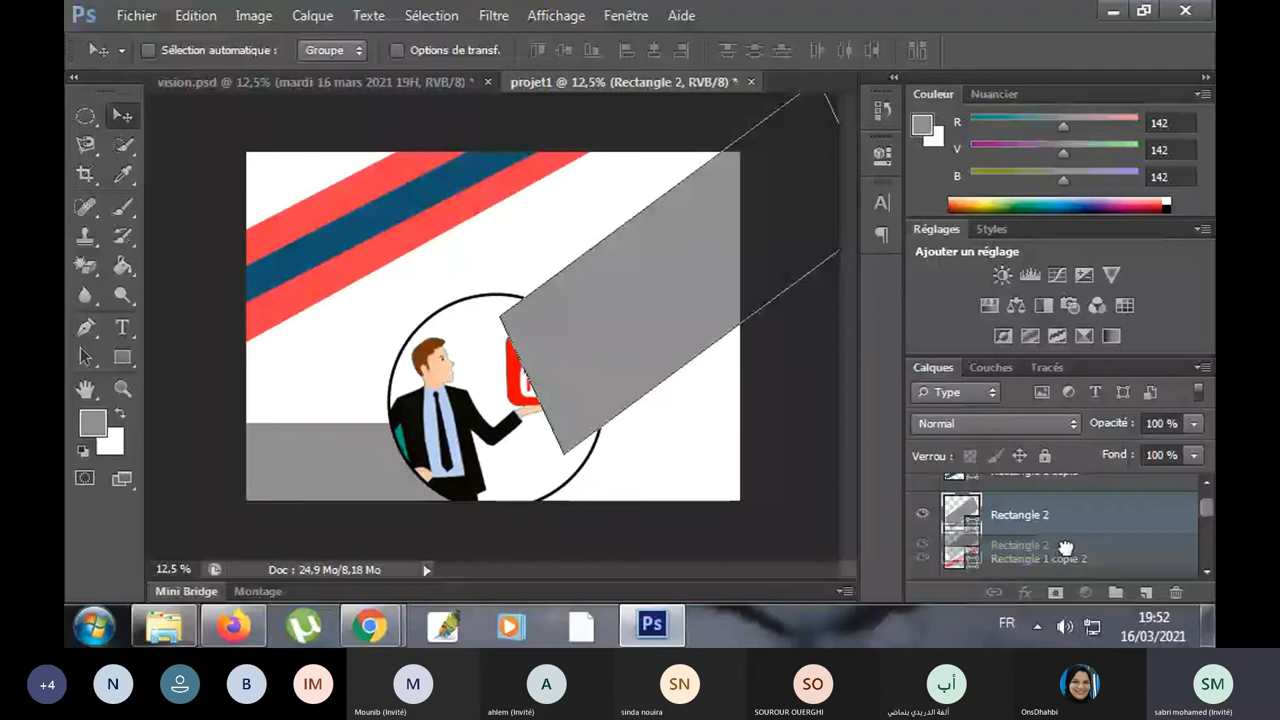 Ps Fichier Edition Image Calque Texte Sélection Filtre Affichage Fenêtre Aide
Sélection automatique : Groupe Options de transf.
vision.psd @ 12,5% (mardi 16 mars 2021 19H, RVB/8) * × projet1 @ 12,5% (Rectangle 2, RVB/8) * ×
Couleur Nuancier
R 142
V 142
B 142
Réglages Styles
Ajouter un réglage
Calques Couches Tracés
Type
Normal Opacité : 100 %
Verrou : Fond : 100 %
Rectangle 2
Rectangle 2
Rectangle 1 copie 2
12,5 % Doc : 24,9 Mo/8,18 Mo
Mini Bridge Montage
Ps
FR
19:52
16/03/2021
+4 N B IM M A SN SO أب SM
Mounib (Invité) ahlem (Invité) sinda nouira SOUROUR OUERGHI ألفة الدريدي بنماضي OnsDhahbi sabri mohamed (Invité)